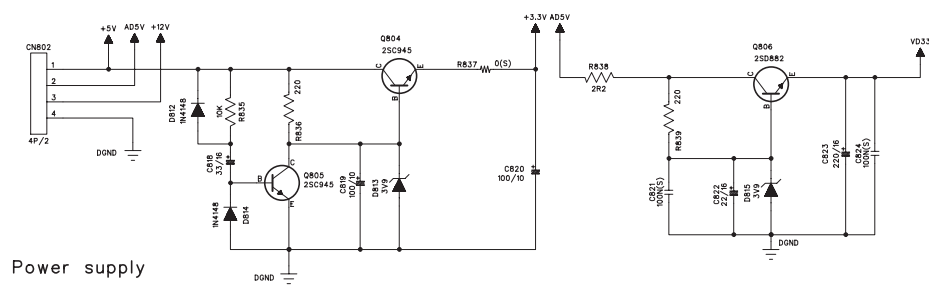 +5V
AD5V
+12V
+3.3V
AD5V
VD33
CN802
1
2
3
4
4P/2
DGND
D812
1N4148
10K
R835
220
R836
C818
33/16
1N4148
D814
B
C
E
Q805
2SC945
C819
100/10
D813
3V9
Q804
2SC945
C
E
B
R837
0(S)
C820
100/10
DGND
R838
2R2
220
R839
Q806
2SD882
C
E
B
C821
100N(S)
C822
22/16
D815
3V9
C823
220/16
C824
100N(S)
DGND
Power supply